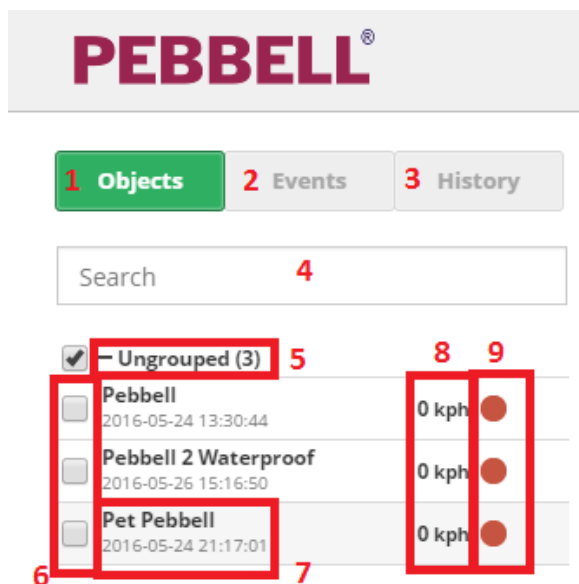 PEBBELL®
1 Objects 2 Events 3 History
Search 4
Ungrouped (3) 5 8 9
Pebbell
2016-05-24 13:30:44
0 kph
Pebbell 2 Waterproof
2016-05-26 15:16:50
0 kph
Pet Pebbell
2016-05-24 21:17:01
0 kph
6 7